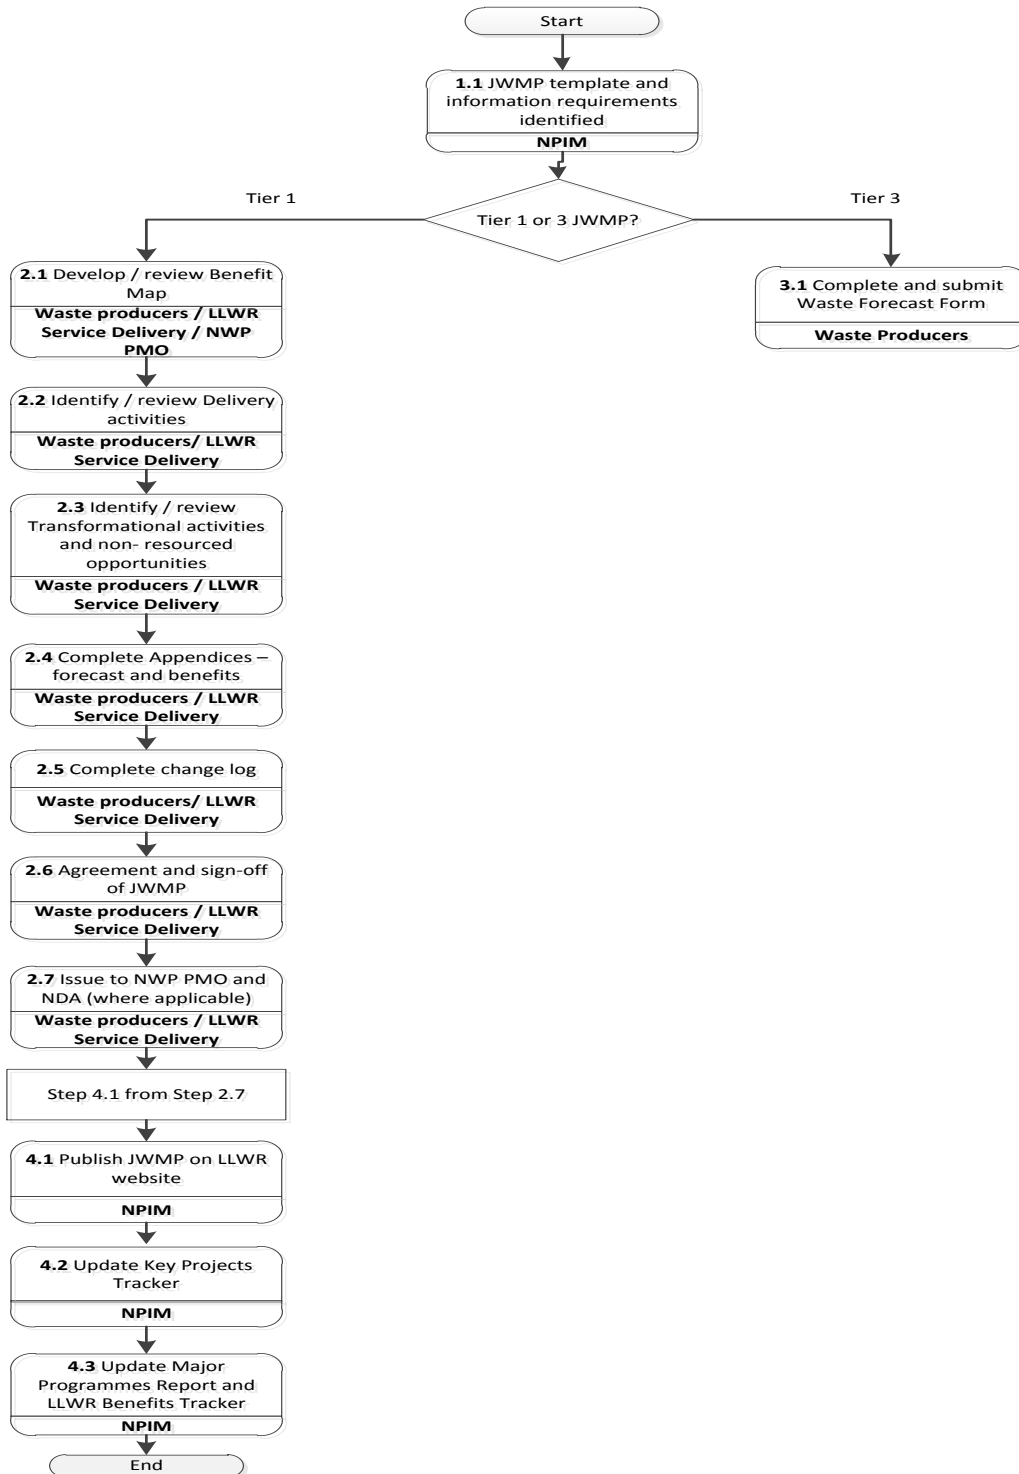 Start
1.1 JWMP template and
information requirements
identified
NPIM
Tier 1
Tier 3
Tier 1 or 3 JWMP?
2.1 Develop / review Benefit
Map
Waste producers / LLWR
Service Delivery / NWP
PMO
3.1 Complete and submit
Waste Forecast Form
Waste Producers
2.2 Identify / review Delivery
activities
Waste producers/ LLWR
Service Delivery
2.3 Identify / review
Transformational activities
and non- resourced
opportunities
Waste producers / LLWR
Service Delivery
2.4 Complete Appendices –
forecast and benefits
Waste producers / LLWR
Service Delivery
2.5 Complete change log
Waste producers/ LLWR
Service Delivery
2.6 Agreement and sign-off
of JWMP
Waste producers / LLWR
Service Delivery
2.7 Issue to NWP PMO and
NDA (where applicable)
Waste producers / LLWR
Service Delivery
Step 4.1 from Step 2.7
4.1 Publish JWMP on LLWR
website
NPIM
4.2 Update Key Projects
Tracker
NPIM
4.3 Update Major
Programmes Report and
LLWR Benefits Tracker
NPIM
End